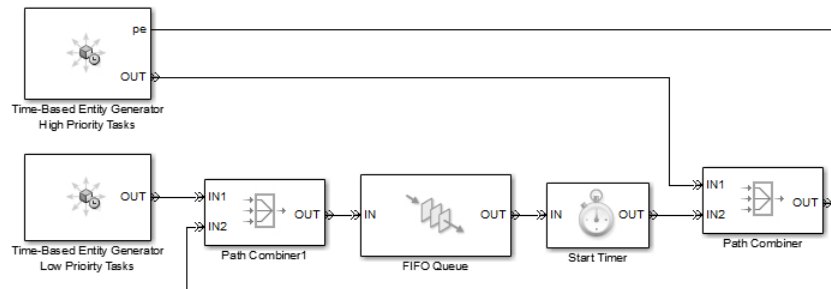 pe
OUT
Time-Based Entity Generator
High Priority Tasks
OUT
Time-Based Entity Generator
Low Prioirty Tasks
IN1
IN2
OUT
Path Combiner1
IN
OUT
FIFO Queue
IN
OUT
Start Timer
IN1
IN2
OUT
Path Combiner